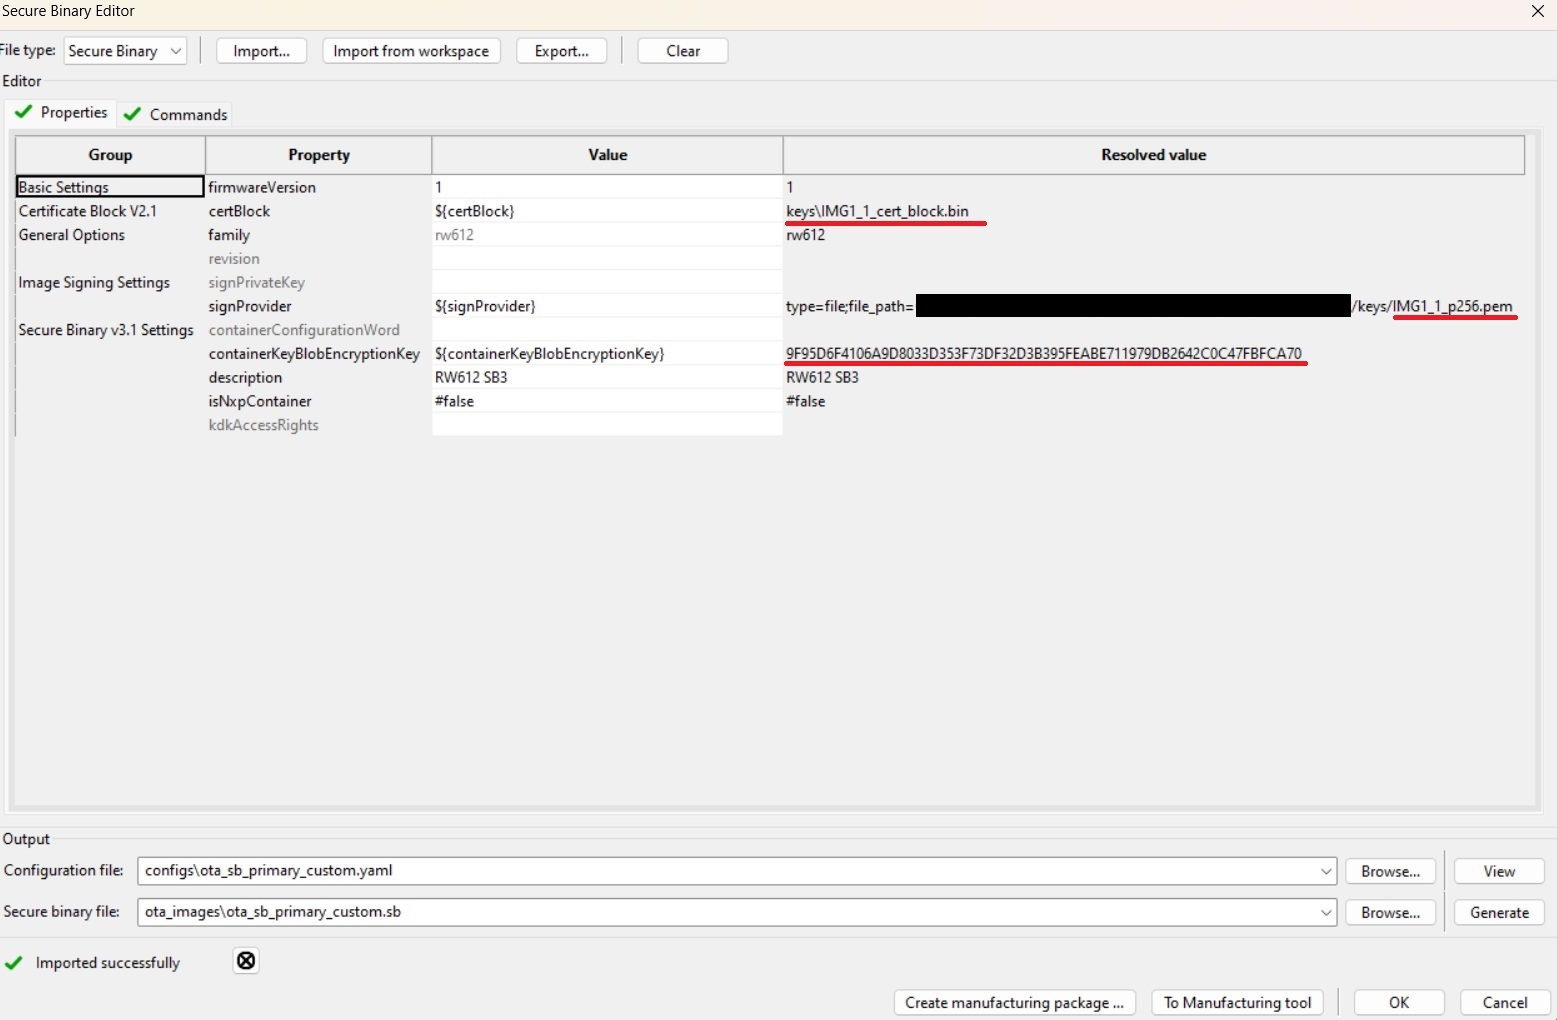 Secure Binary Editor
File type: Secure Binary Import... Import from workspace Export... Clear
Editor
Properties Commands
Group Property Value Resolved value
Basic Settings firmwareVersion 1 1
Certificate Block V2.1 certBlock ${certBlock} keys\IMG1_1_cert_block.bin
General Options family rw612 rw612
revision
Image Signing Settings signPrivateKey
signProvider ${signProvider} type=file;file_path= /keys/IMG1_1_p256.pem
Secure Binary v3.1 Settings containerConfigurationWord
containerKeyBlobEncryptionKey ${containerKeyBlobEncryptionKey} 9F95D6F4106A9D8033D353F73DF32D3B395FEABE711979DB2642C0C47FBFCA70
description RW612 SB3 RW612 SB3
isNxpContainer #false #false
kdkAccessRights
Output
Configuration file: configs\ota_sb_primary_custom.yaml Browse... View
Secure binary file: ota_images\ota_sb_primary_custom.sb Browse... Generate
Imported successfully
Create manufacturing package ... To Manufacturing tool OK Cancel